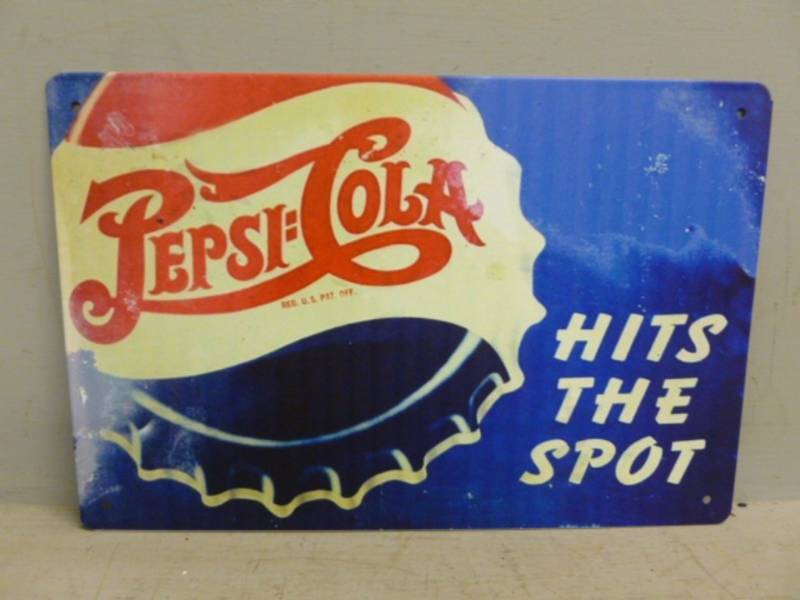 PEPSI=COLA
REG. U.S. PAT. OFF.
HITS
THE
SPOT